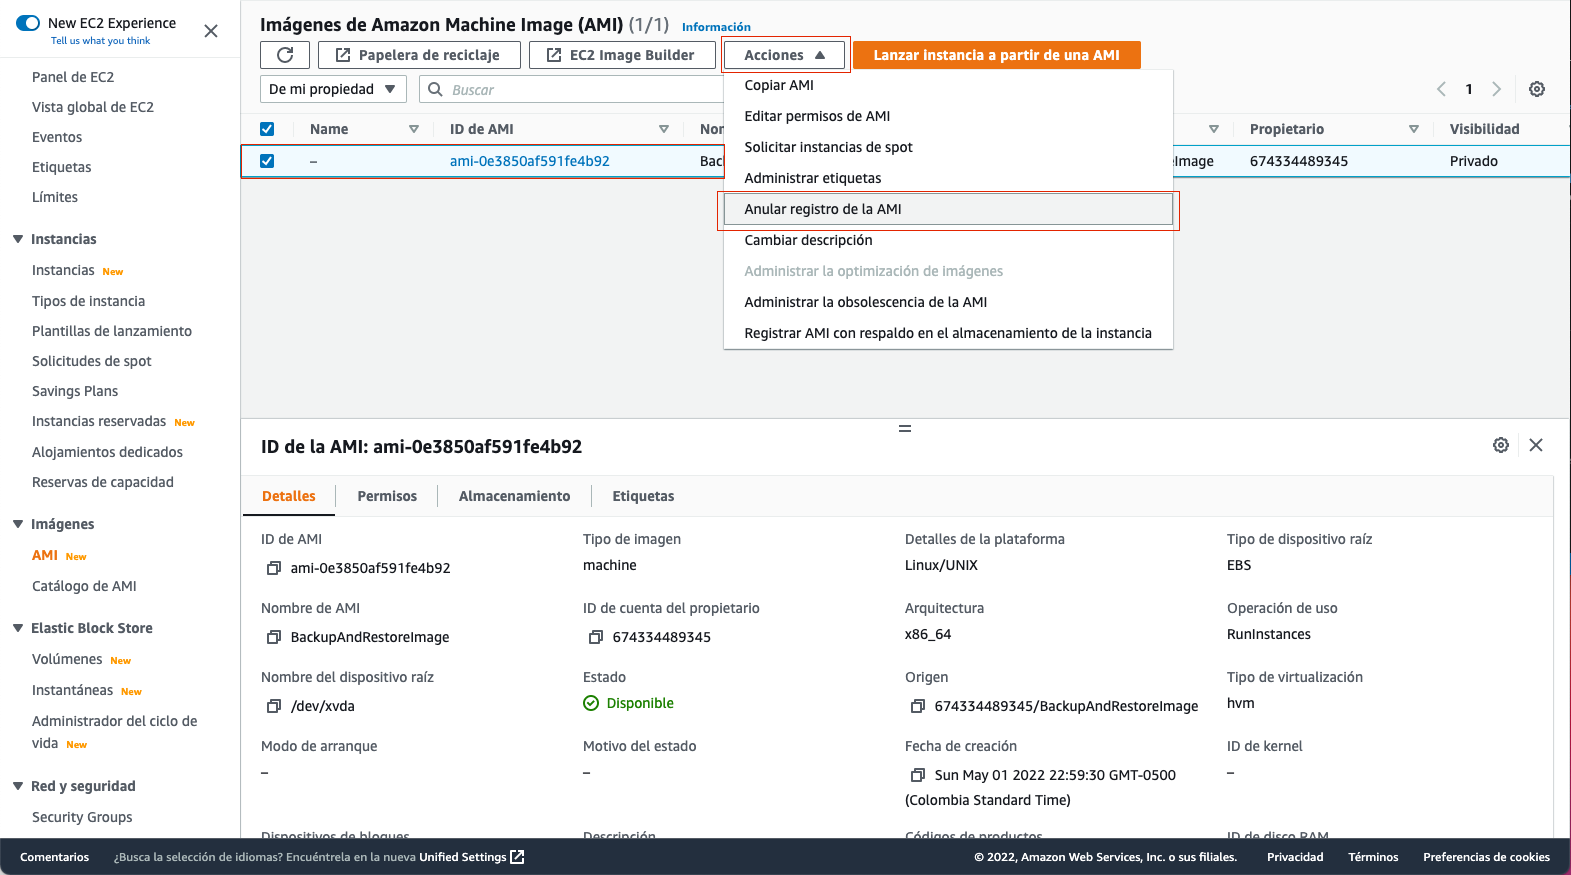 New EC2 Experience
Tell us what you think
Panel de EC2
Vista global de EC2
Eventos
Etiquetas
Límites
Instancias
Instancias New
Tipos de instancia
Plantillas de lanzamiento
Solicitudes de spot
Savings Plans
Instancias reservadas New
Alojamientos dedicados
Reservas de capacidad
Imágenes
AMI New
Catálogo de AMI
Elastic Block Store
Volúmenes New
Instantáneas New
Administrador del ciclo de
vida New
Red y seguridad
Security Groups
Imágenes de Amazon Machine Image (AMI) (1/1) Información
Papelera de reciclaje
EC2 Image Builder
Acciones
Lanzar instancia a partir de una AMI
De mi propiedad
Buscar
1
Name
ID de AMI
Propietario
Visibilidad
–
ami-0e3850af591fe4b92
674334489345
Privado
Copiar AMI
Editar permisos de AMI
Solicitar instancias de spot
Administrar etiquetas
Anular registro de la AMI
Cambiar descripción
Administrar la optimización de imágenes
Administrar la obsolescencia de la AMI
Registrar AMI con respaldo en el almacenamiento de la instancia
ID de la AMI: ami-0e3850af591fe4b92
Detalles
Permisos
Almacenamiento
Etiquetas
ID de AMI
ami-0e3850af591fe4b92
Tipo de imagen
machine
Detalles de la plataforma
Linux/UNIX
Tipo de dispositivo raíz
EBS
Nombre de AMI
BackupAndRestoreImage
ID de cuenta del propietario
674334489345
Arquitectura
x86_64
Operación de uso
RunInstances
Nombre del dispositivo raíz
/dev/xvda
Estado
Disponible
Origen
674334489345/BackupAndRestoreImage
Tipo de virtualización
hvm
Modo de arranque
–
Motivo del estado
–
Fecha de creación
Sun May 01 2022 22:59:30 GMT-0500
(Colombia Standard Time)
ID de kernel
–
Dispositivos de bloques
Descripción
Códigos de productos
ID de disco RAM
Comentarios
¿Busca la selección de idiomas? Encuéntrela en la nueva Unified Settings
© 2022, Amazon Web Services, Inc. o sus filiales.
Privacidad
Términos
Preferencias de cookies